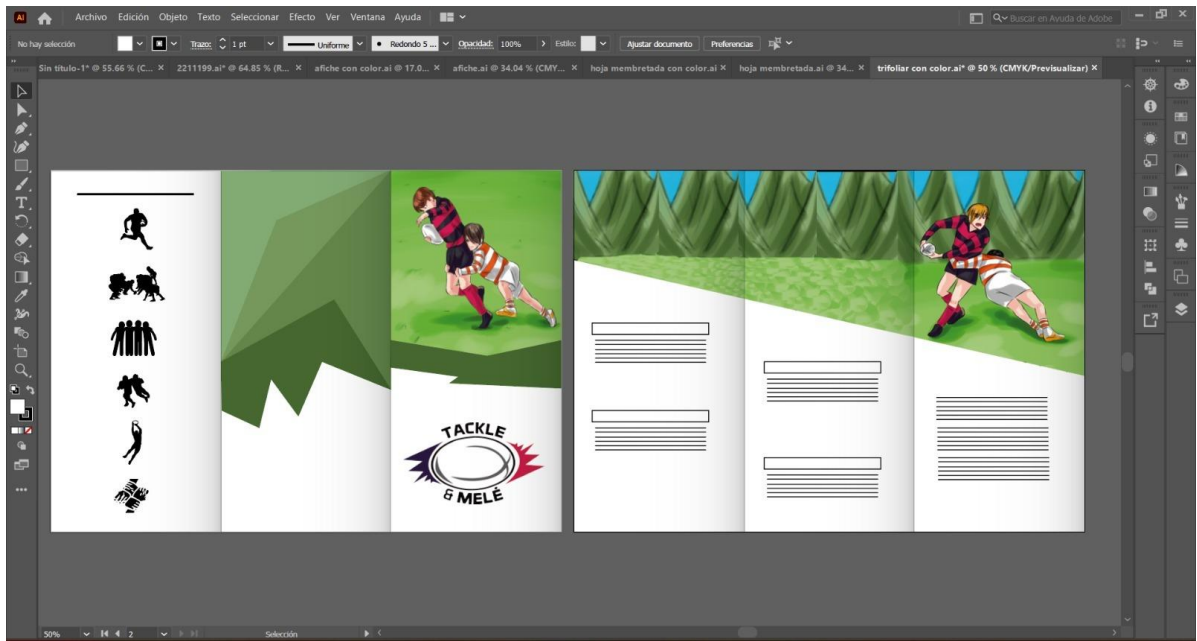 Ai Archivo Edición Objeto Texto Seleccionar Efecto Ver Ventana Ayuda Buscar en Ayuda de Adobe
No hay selección Trazo: 1 pt Uniforme Redondo 5 ... Opacidad: 100% Estilo: Ajustar documento Preferencias
Sin título-1* @ 55.66 % (C... × 2211199.ai* @ 64.85 % (R... × afiche con color.ai @ 17.0... × afiche.ai @ 34.04 % (CMY... × hoja membretada con color.ai × hoja membretada.ai @ 34... × trifoliar con color.ai* @ 50 % (CMYK/Previsualizar) ×
TACKLE
& MELÉ
50% 2 Selección